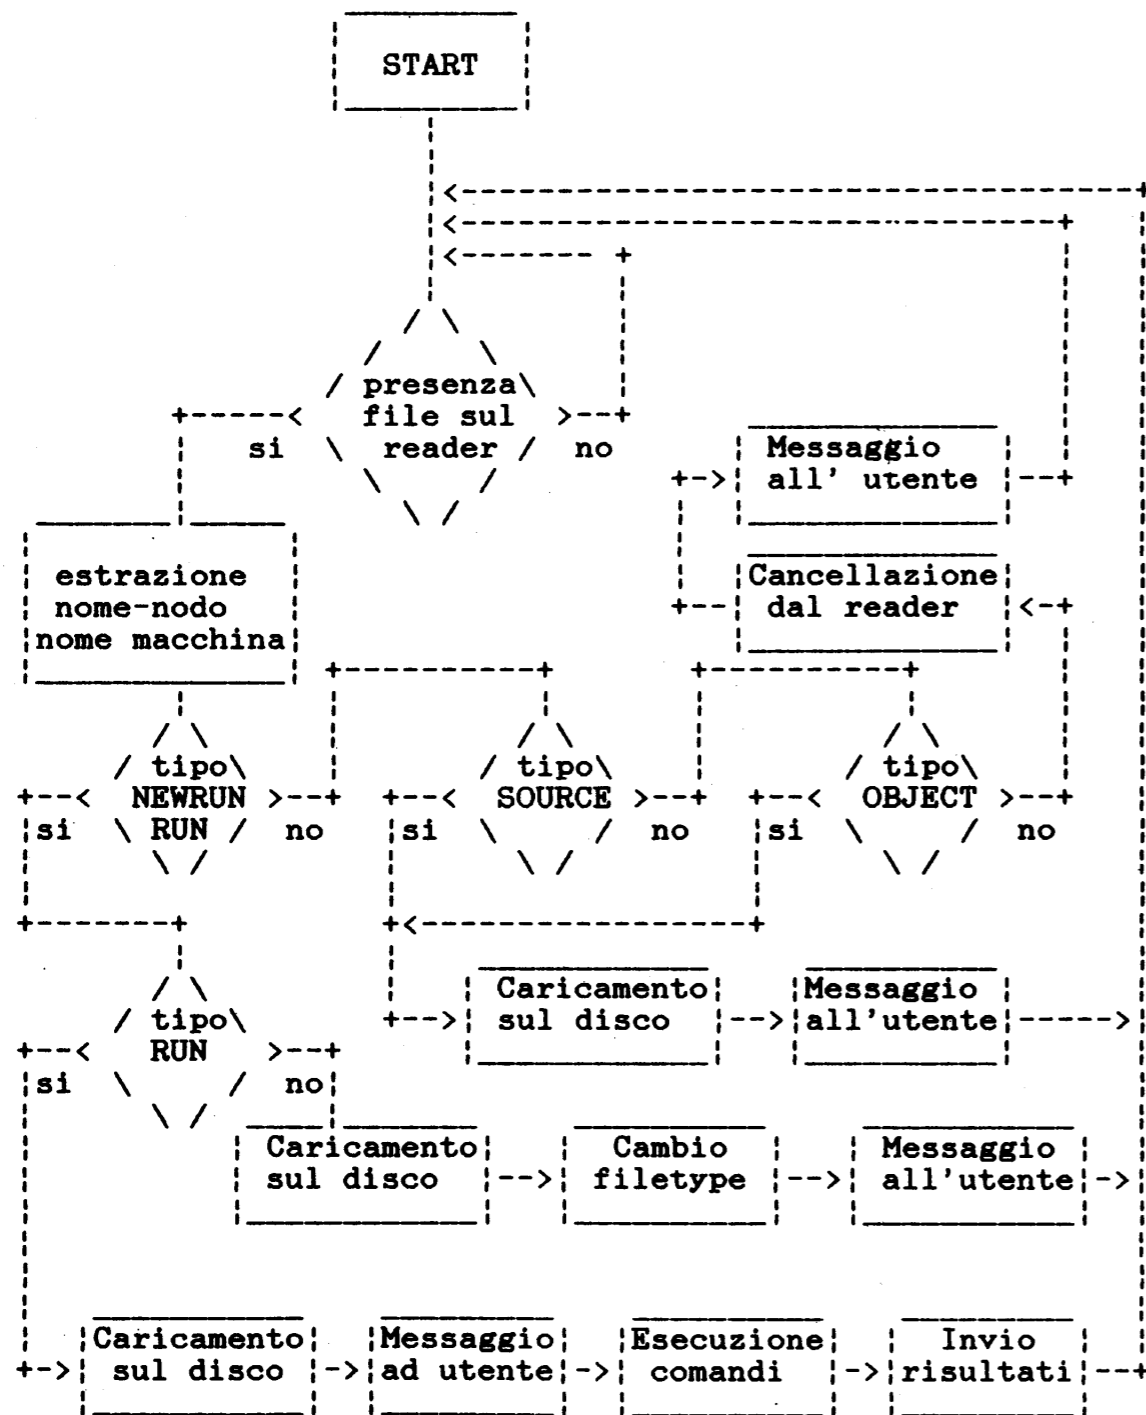 START
presenza
file sul
reader
si
no
Messaggio
all' utente
estrazione
nome-nodo
nome macchina
Cancellazione
dal reader
tipo
NEWRUN
RUN
si
no
tipo
SOURCE
si
no
tipo
OBJECT
si
no
tipo
RUN
si
no
Caricamento
sul disco
Messaggio
all'utente
Caricamento
sul disco
Cambio
filetype
Messaggio
all'utente
Caricamento
sul disco
Messaggio
ad utente
Esecuzione
comandi
Invio
risultati